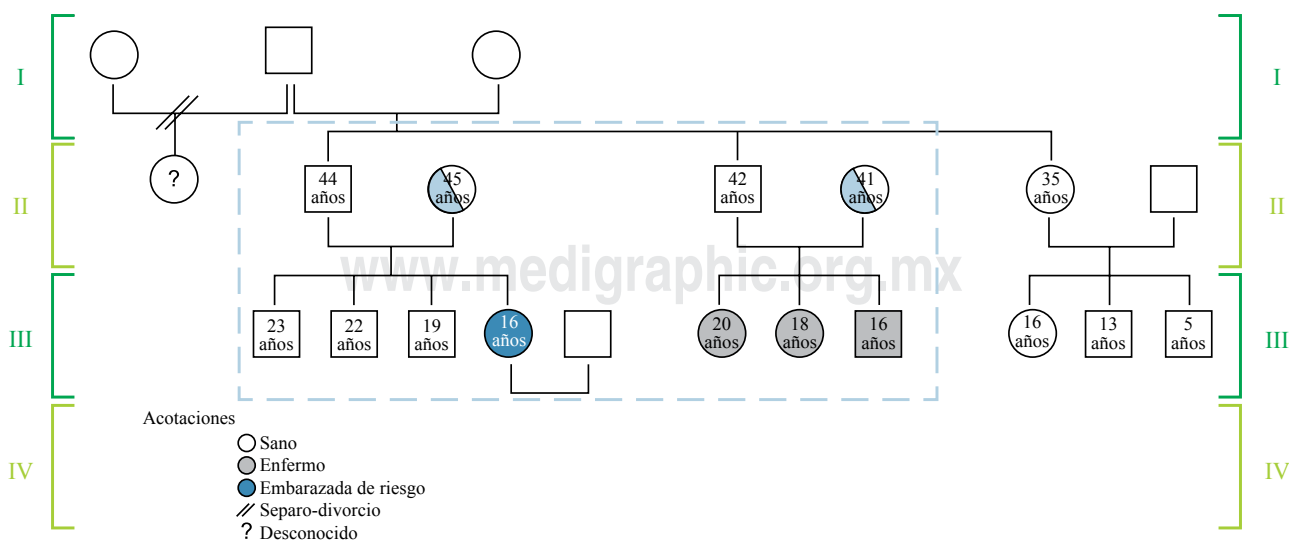 I
I
?
44
años
45
años
42
años
41
años
35
años
II
II
www.medigraphic.org.mx
23
años
22
años
19
años
16
años
20
años
18
años
16
años
16
años
13
años
5
años
III
III
Acotaciones
Sano
Enfermo
Embarazada de riesgo
Separo-divorcio
? Desconocido
IV
IV